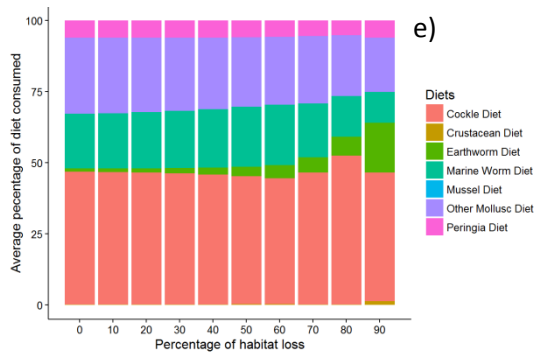 e)
Average percentage of diet consumed
100
75
50
25
0
0 10 20 30 40 50 60 70 80 90
Percentage of habitat loss
Diets
Cockle Diet
Crustacean Diet
Earthworm Diet
Marine Worm Diet
Mussel Diet
Other Mollusc Diet
Peringia Diet